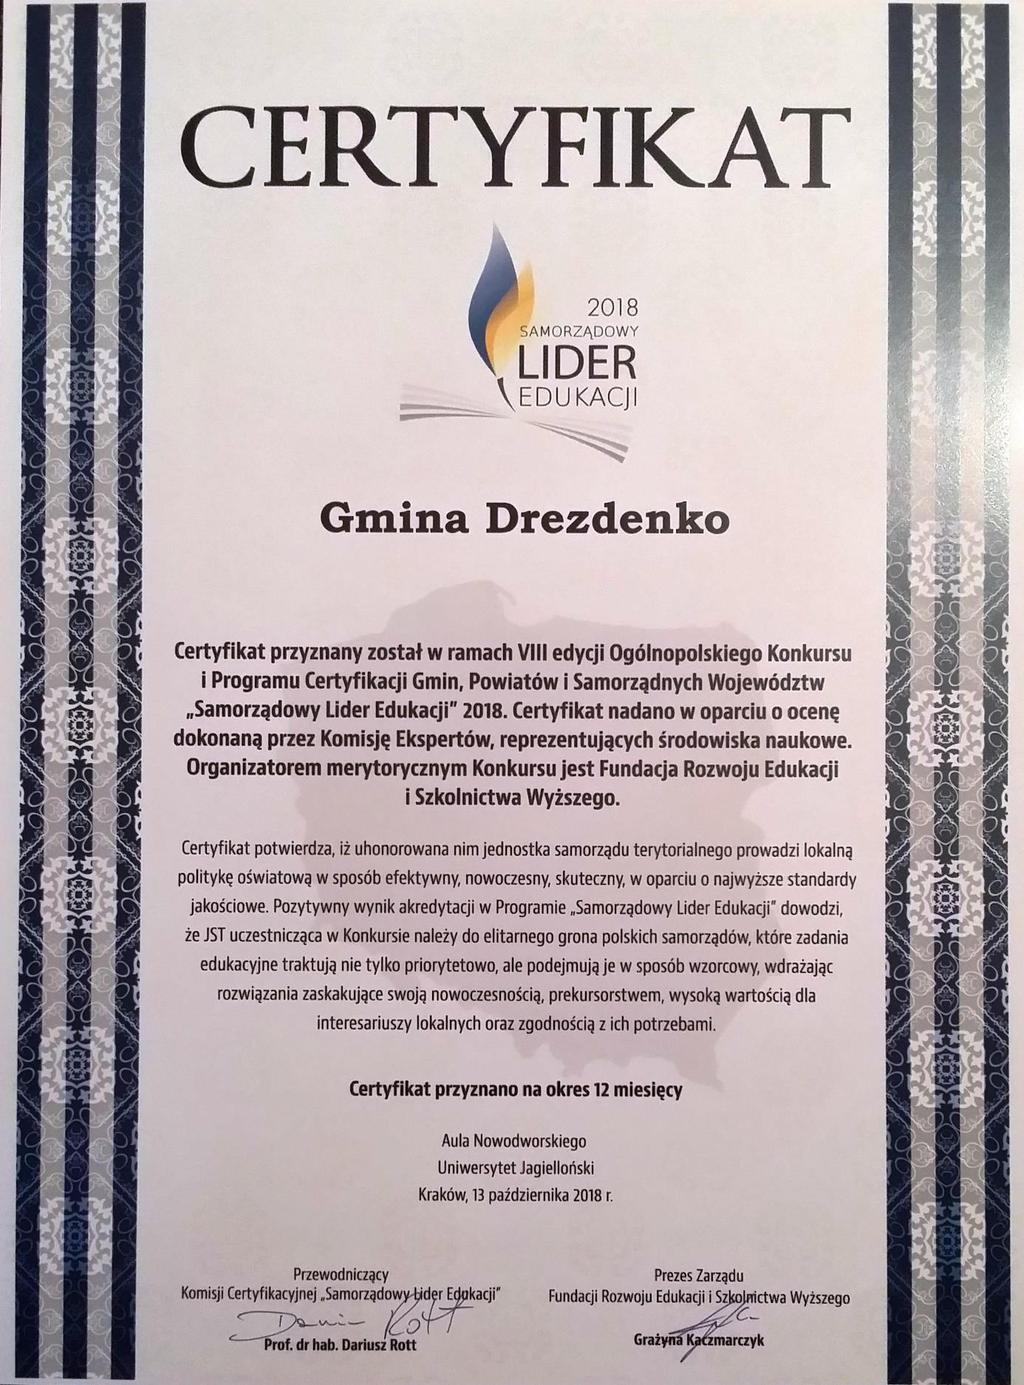 CERTYFIKAT
2018
SAMORZĄDOWY
LIDER
EDUKACJI
Gmina Drezdenko
Certyfikat przyznany został w ramach VIII edycji Ogólnopolskiego Konkursu
i Programu Certyfikacji Gmin, Powiatów i Samorządnych Województw
„Samorządowy Lider Edukacji” 2018. Certyfikat nadano w oparciu o ocenę
dokonaną przez Komisję Ekspertów, reprezentujących środowiska naukowe.
Organizatorem merytorycznym Konkursu jest Fundacja Rozwoju Edukacji
i Szkolnictwa Wyższego.
Certyfikat potwierdza, iż uhonorowana nim jednostka samorządu terytorialnego prowadzi lokalną
politykę oświatową w sposób efektywny, nowoczesny, skuteczny, w oparciu o najwyższe standardy
jakościowe. Pozytywny wynik akredytacji w Programie „Samorządowy Lider Edukacji” dowodzi,
że JST uczestnicząca w Konkursie należy do elitarnego grona polskich samorządów, które zadania
edukacyjne traktują nie tylko priorytetowo, ale podejmują je w sposób wzorcowy, wdrażając
rozwiązania zaskakujące swoją nowoczesnością, prekursorstwem, wysoką wartością dla
interesariuszy lokalnych oraz zgodnością z ich potrzebami.
Certyfikat przyznano na okres 12 miesięcy
Aula Nowodworskiego
Uniwersytet Jagielloński
Kraków, 13 października 2018 r.
Przewodniczący
Komisji Certyfikacyjnej „Samorządowy Lider Edukacji”
Prof. dr hab. Dariusz Rott
Prezes Zarządu
Fundacji Rozwoju Edukacji i Szkolnictwa Wyższego
Grażyna Kaczmarczyk